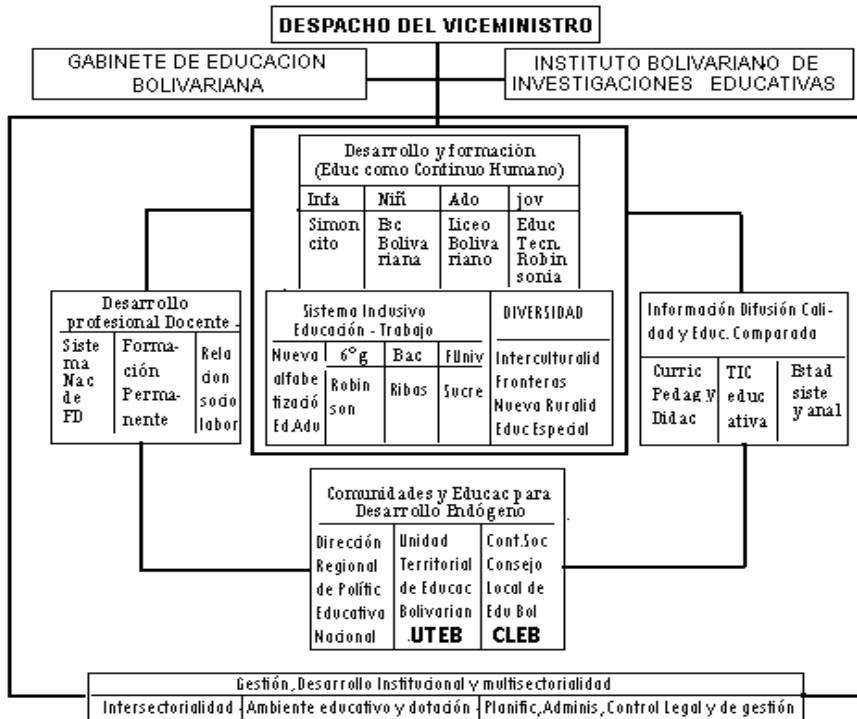 DESPACHO DEL VICEMINISTRO
GABINETE DE EDUCACION
BOLIVARIANA
INSTITUTO BOLIVARIANO DE
INVESTIGACIONES EDUCATIVAS
Desarrollo y formación
(Educ como Continuo Humano)
Infa
Niñ
Ado
jov
Simon
cito
Esc
Boliva
riana
Liceo
Boliva
riano
Educ
Tecn.
Robin
sonia
Desarrollo
profesional Docente
Siste
ma
Nac
de
FD
Forma-
ción
Perma-
nente
Rela
cion
socio
labor
Sistema Inclusivo
Educación - Trabajo
Nueva
alfabe
tizació
Ed.Adu
6°g
Robin
son
Bac
Ribas
FUniv
Sucre
DIVERSIDAD
Interculturalid
Fronteras
Nueva Ruralid
Educ Especial
Información Difusión Cali-
dad y Educ. Comparada
Curric
Pedag y
Didac
TIC
educ
ativa
Estad
siste
y anal
Comunidades y Educac para
Desarrollo Endógeno
Dirección
Regional
de Polític
Educativa
Nacional
Unidad
Territorial
de Educac
Bolivarian
.UTEB
Cont.Soc
Consejo
Local de
Edu Bol
CLEB
Gestión, Desarrollo Institucional y multisectorialidad
Intersectorialidad
Ambiente educativo y dotación
Planific, Adminis, Control Legal y de gestión